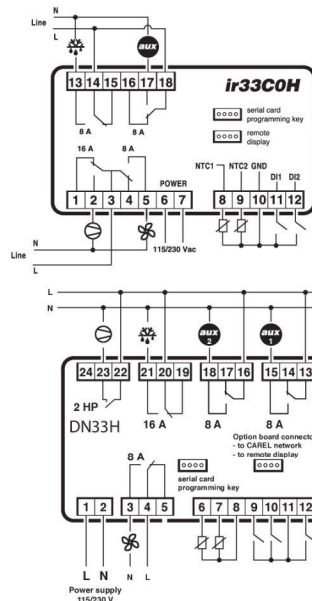 N
Line
L
aux
13 14 15 16 17 18
ir33C0H
serial card
programming key
8 A 8 A
remote
display
16 A 8 A
NTC1 NTC2 GND DI1 DI2
POWER
1 2 3 4 5 6 7 8 9 10 11 12
N
Line
L
115/230 Vac
L
N
aux
2
aux
1
24 23 22 21 20 19 18 17 16 15 14 13
2 HP
DN33H
16 A 8 A 8 A
Option board connecto
- to CAREL network
- to remote display
8 A
serial card
programming key
1 2 3 4 5 6 7 8 9 10 11 12
L N N L
Power supply
115/230 V